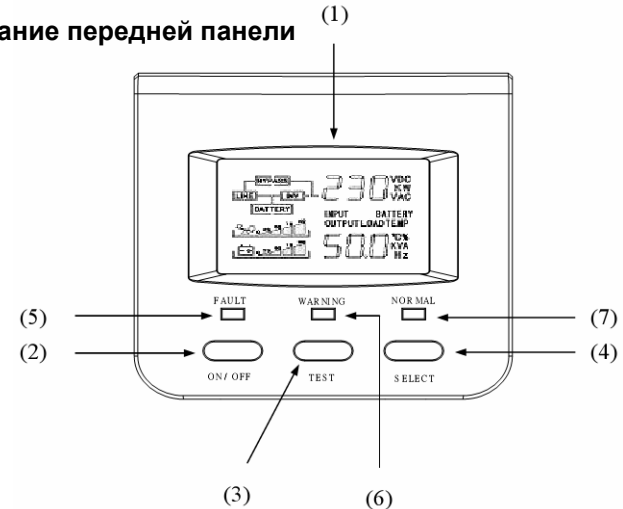 (1)
ание передней панели
BYPASS
LINE INV
BATTERY
230 VDC
KW
VAC
INPUT BATTERY
OUTPUT LOAD TEMP
50.0 °C%
KVA
Hz
FAULT WARNING NORMAL
(5) (7)
(2) (4)
ON/ OFF TEST SELECT
(3) (6)